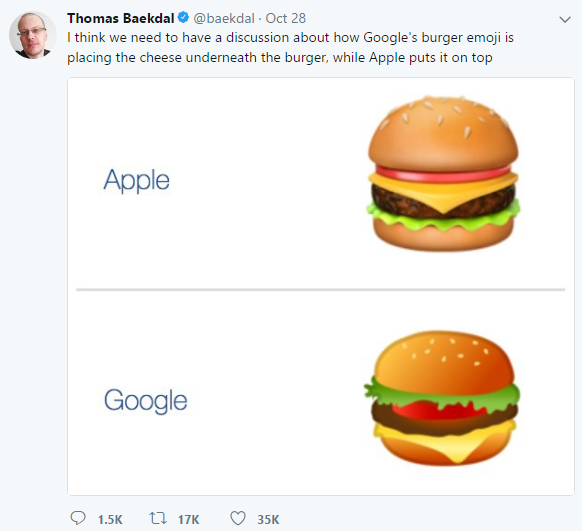 Thomas Baekdal @baekdal · Oct 28
I think we need to have a discussion about how Google's burger emoji is
placing the cheese underneath the burger, while Apple puts it on top
Apple
Google
1.5K 17K 35K